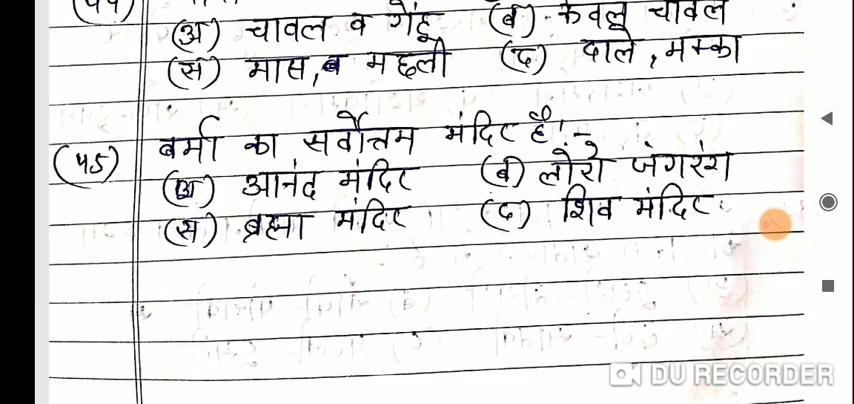 (अ) चावल व गेंहू (ब) केवल चावल
(स) मास, व मछली (द) दाले, मक्का
(45) बर्मा का सर्वोत्तम मंदिर है! -
(अ) आनंद मंदिर (ब) लोरो जंगरंग
(स) ब्रह्मा मंदिर (द) शिव मंदिर
DU RECORDER